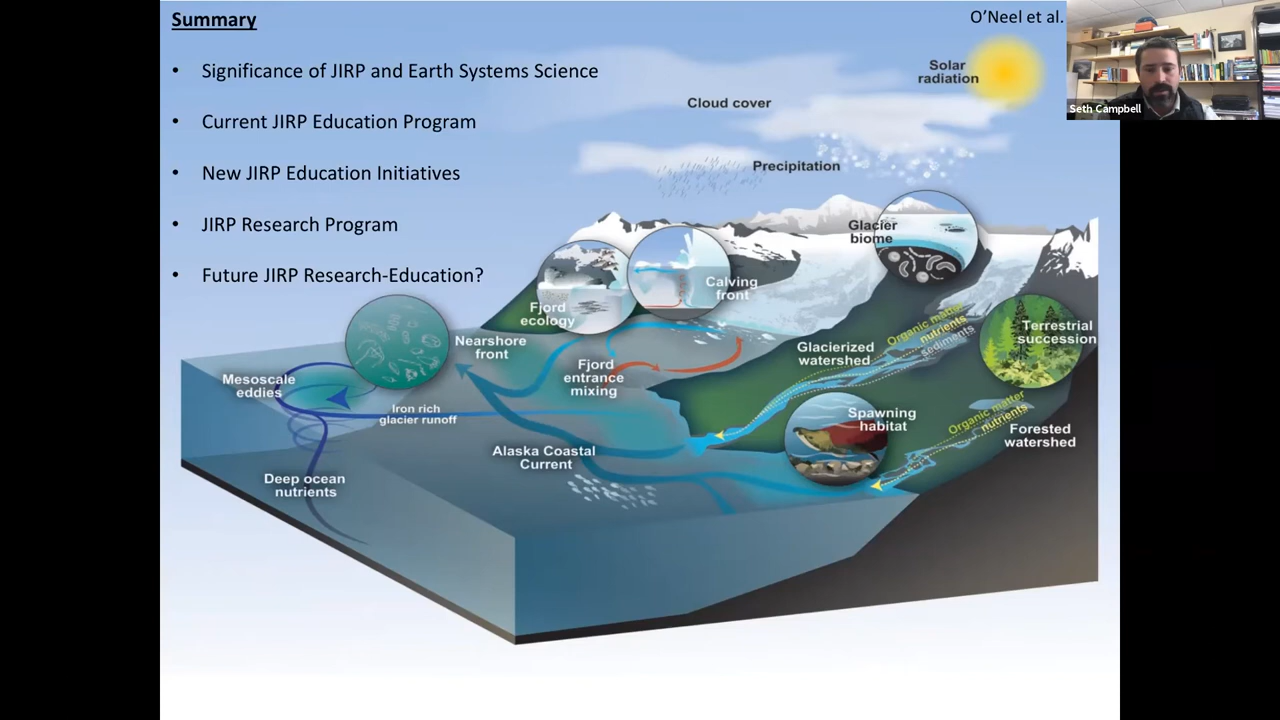 Summary
• Significance of JIRP and Earth Systems Science
• Current JIRP Education Program
• New JIRP Education Initiatives
• JIRP Research Program
• Future JIRP Research-Education?
O'Neel et al.
Seth Campbell
Solar
radiation
Cloud cover
Precipitation
Glacier
biome
Calving
front
Fjord
ecology
Nearshore
front
Fjord
entrance
mixing
Glacierized
watershed
Organic matter
nutrients
sediments
Terrestrial
succession
Mesoscale
eddies
Iron rich
glacier runoff
Spawning
habitat
Organic matter
nutrients
Forested
watershed
Alaska Coastal
Current
Deep ocean
nutrients